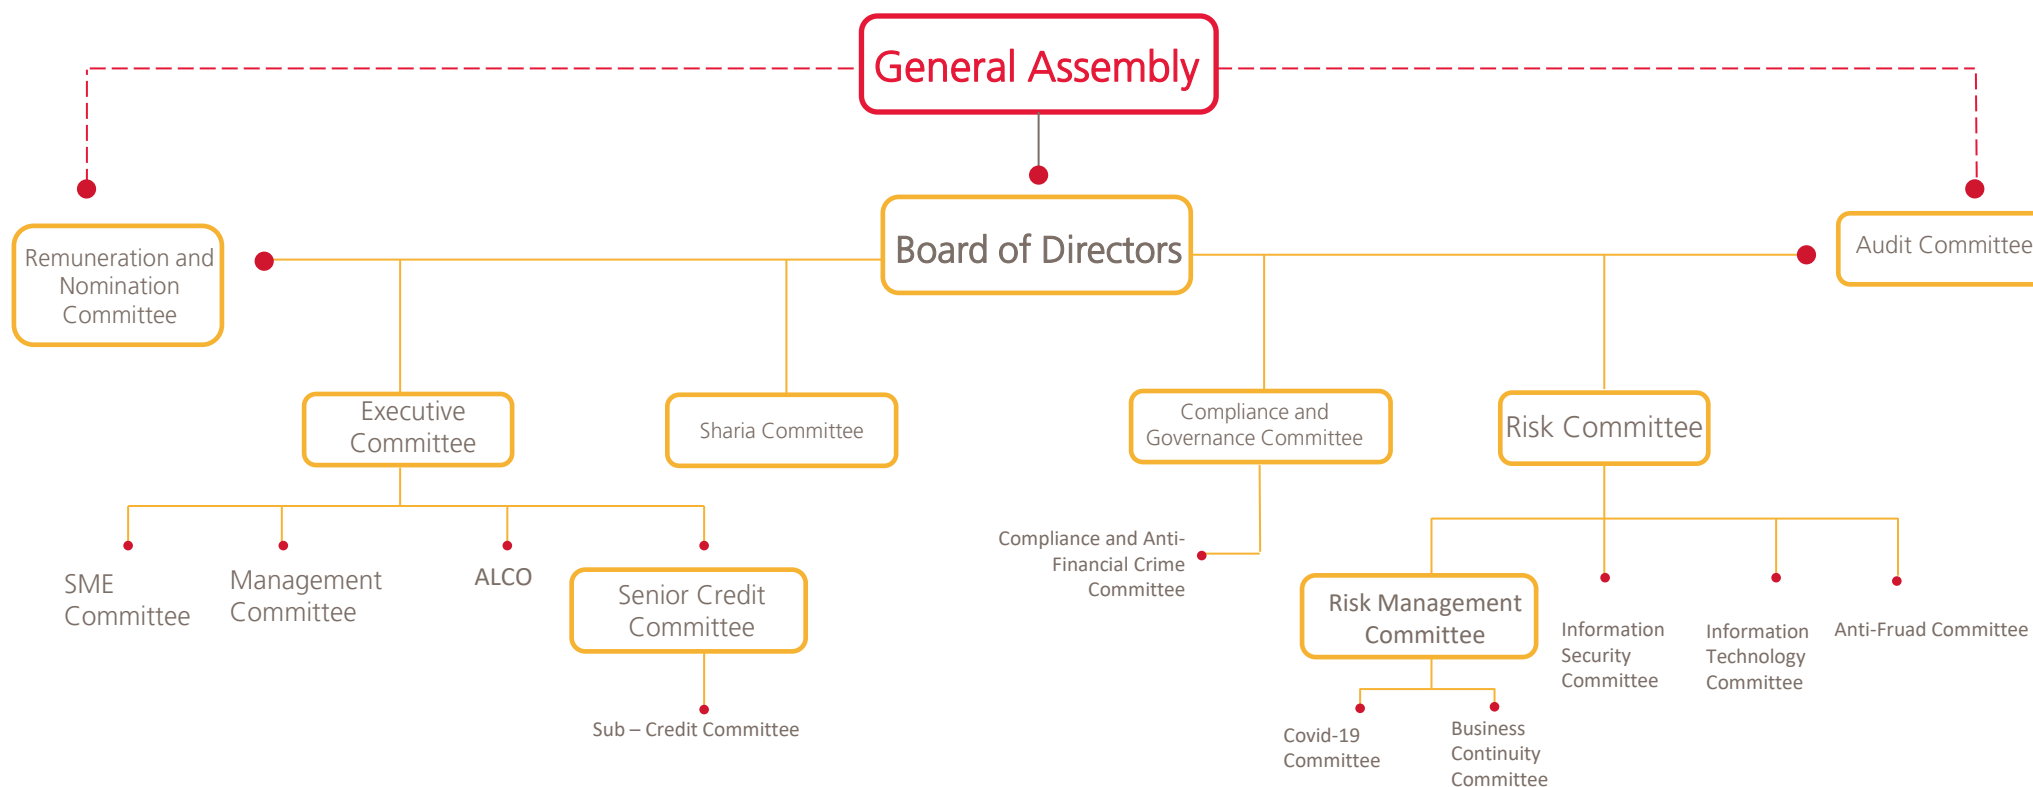 General Assembly
Board of Directors
Remuneration and
Nomination
Committee
Audit Committee
Executive
Committee
Sharia Committee
Compliance and
Governance Committee
Risk Committee
SME
Committee
Management
Committee
ALCO
Senior Credit
Committee
Sub – Credit Committee
Compliance and Anti-
Financial Crime
Committee
Risk Management
Committee
Information
Security
Committee
Information
Technology
Committee
Anti-Fruad Committee
Covid-19
Committee
Business
Continuity
Committee